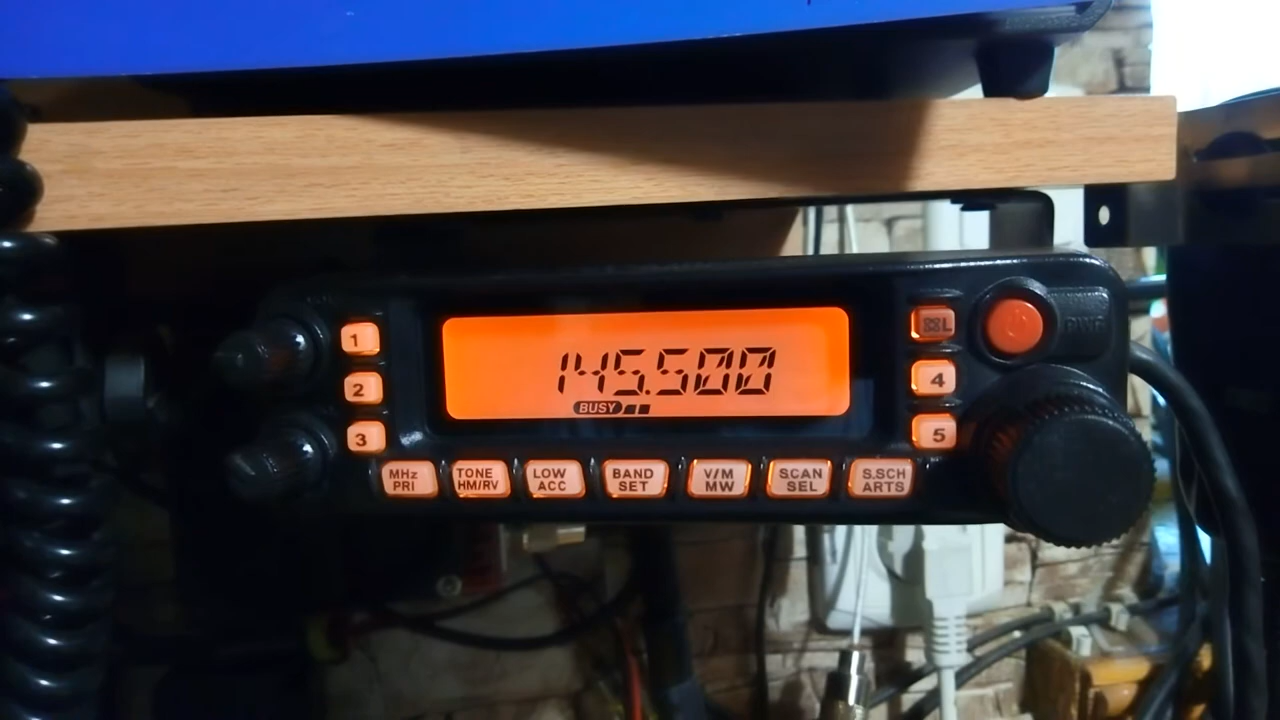 1
2
3
145.500
BUSY
L
PWR
4
5
MHz
PRI
TONE
HM/RV
LOW
ACC
BAND
SET
V/M
MW
SCAN
SEL
S.SCH
ARTS